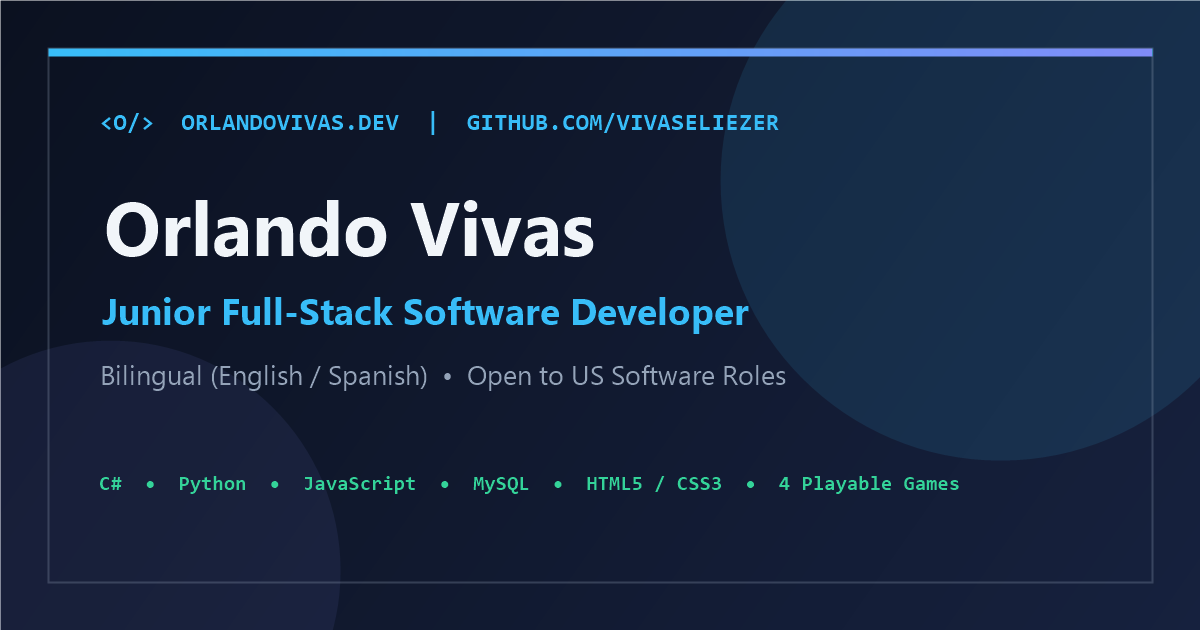 <O/> ORLANDOVIVAS.DEV | GITHUB.COM/VIVASELIEZER
Orlando Vivas
Junior Full-Stack Software Developer
Bilingual (English / Spanish) • Open to US Software Roles
C# • Python • JavaScript • MySQL • HTML5 / CSS3 • 4 Playable Games